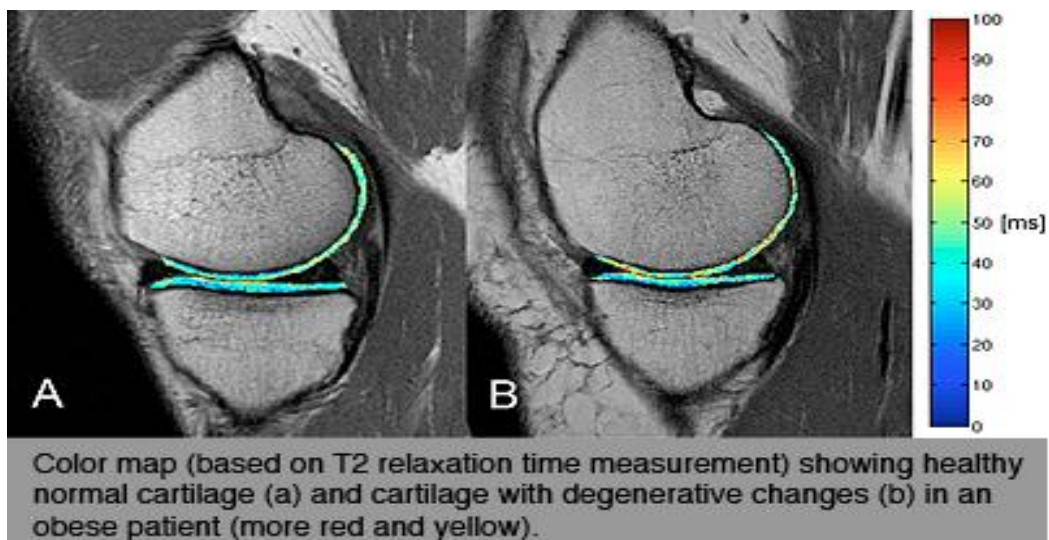 A
B
100
90
80
70
60
50 [ms]
40
30
20
10
0
Color map (based on T2 relaxation time measurement) showing healthy
normal cartilage (a) and cartilage with degenerative changes (b) in an
obese patient (more red and yellow).